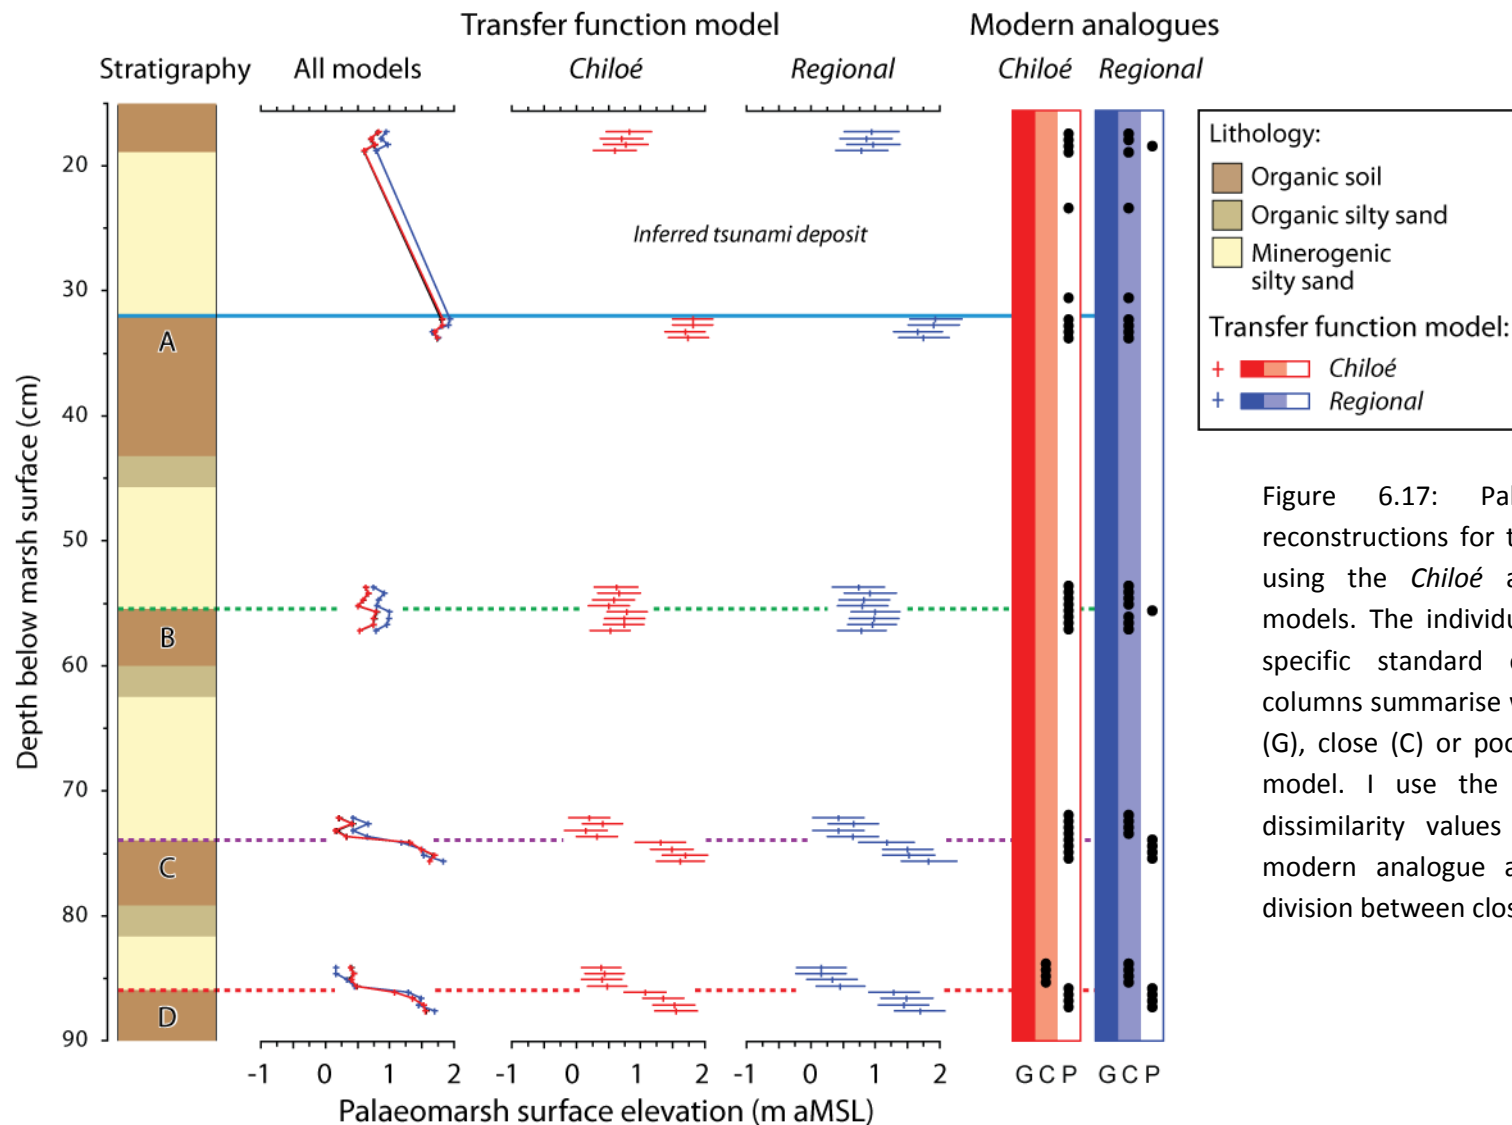 Transfer function model
Modern analogues
Stratigraphy
All models
Chiloé
Regional
Chiloé
Regional
Depth below marsh surface (cm)
20
30
40
50
60
70
80
90
A
B
C
D
Inferred tsunami deposit
-1 0 1 2
-1 0 1 2
-1 0 1 2
G C P
G C P
Palaeomarsh surface elevation (m aMSL)
Lithology:
Organic soil
Organic silty sand
Minerogenic
silty sand
Transfer function model:
Chiloé
Regional
Figure 6.17:
reconstructions for
using the Chiloé
models. The
specific standard
columns summarise
(G), close (C) or
model. I use the
dissimilarity values
modern analogue
division between